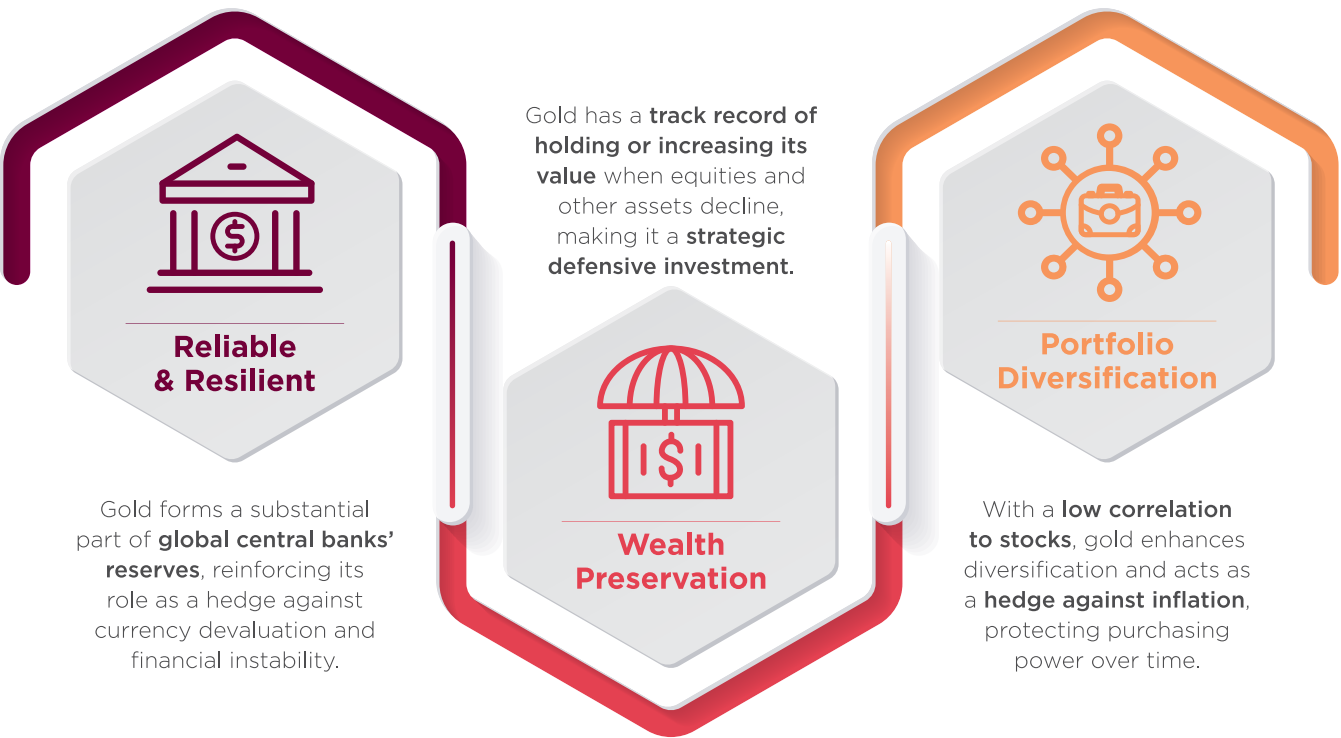 Reliable
& Resilient
Gold forms a substantial
part of global central banks’
reserves, reinforcing its
role as a hedge against
currency devaluation and
financial instability.
Gold has a track record of
holding or increasing its
value when equities and
other assets decline,
making it a strategic
defensive investment.
$
$
Wealth
Preservation
Portfolio
Diversification
With a low correlation
to stocks, gold enhances
diversification and acts as
a hedge against inflation,
protecting purchasing
power over time.